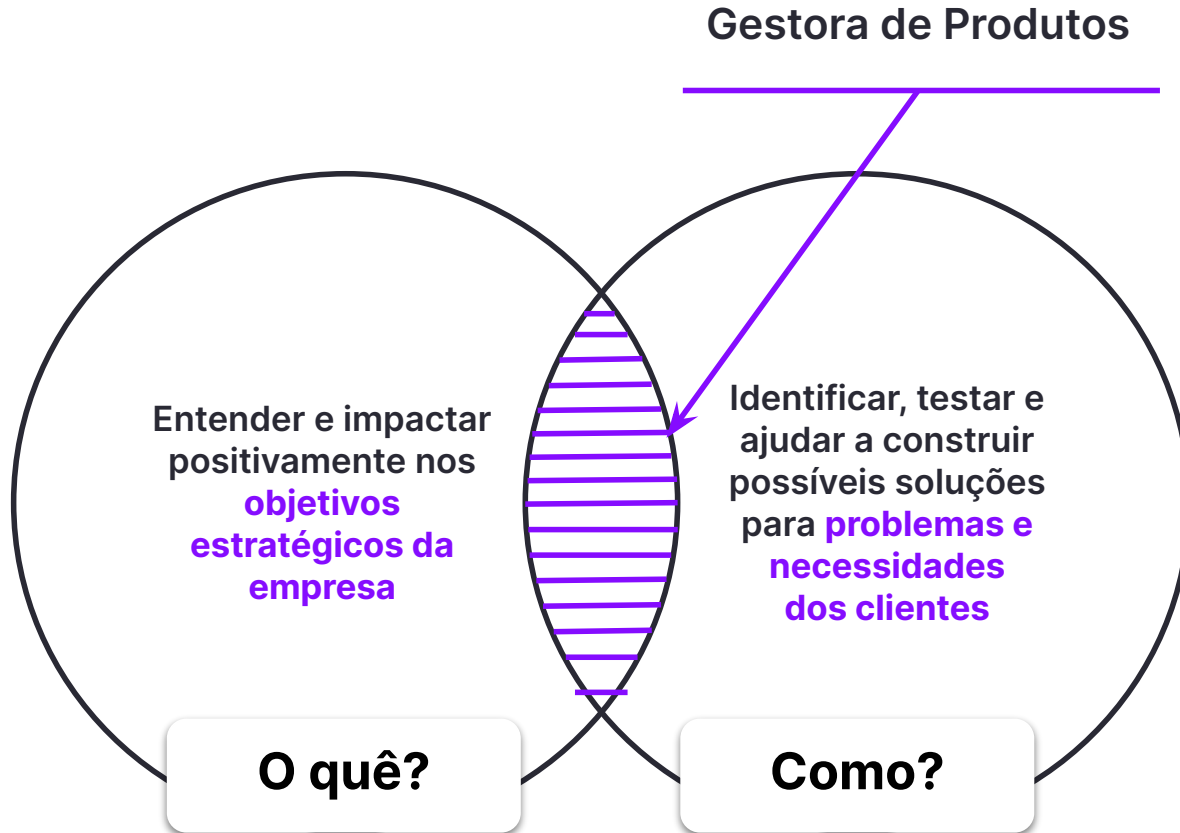 Gestora de Produtos
Entender e impactar
positivamente nos
objetivos
estratégicos da
empresa
Identificar, testar e
ajudar a construir
possíveis soluções
para problemas e
necessidades
dos clientes
O quê?
Como?